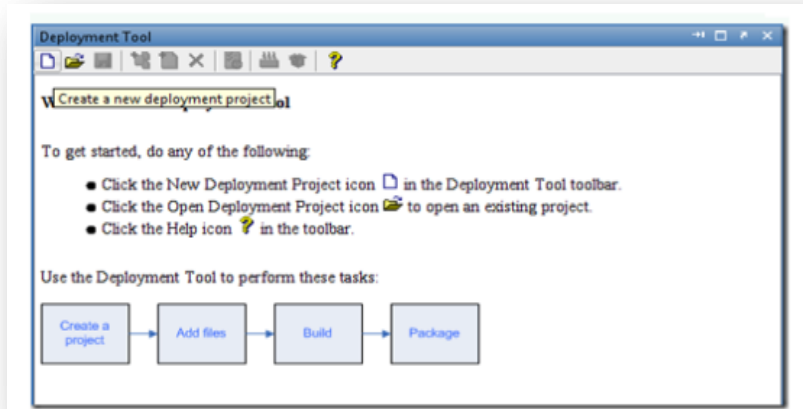 Deployment Tool
Create a new deployment project
To get started, do any of the following:
Click the New Deployment Project icon in the Deployment Tool toolbar.
Click the Open Deployment Project icon to open an existing project.
Click the Help icon in the toolbar.
Use the Deployment Tool to perform these tasks:
Create a
project
Add files
Build
Package